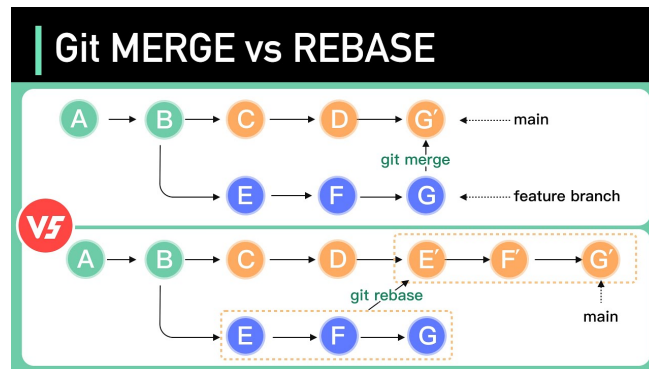 Git MERGE vs REBASE
A B C D G′ main
git merge
E F G feature branch
VS
A B C D E′ F′ G′
git rebase
main
E F G